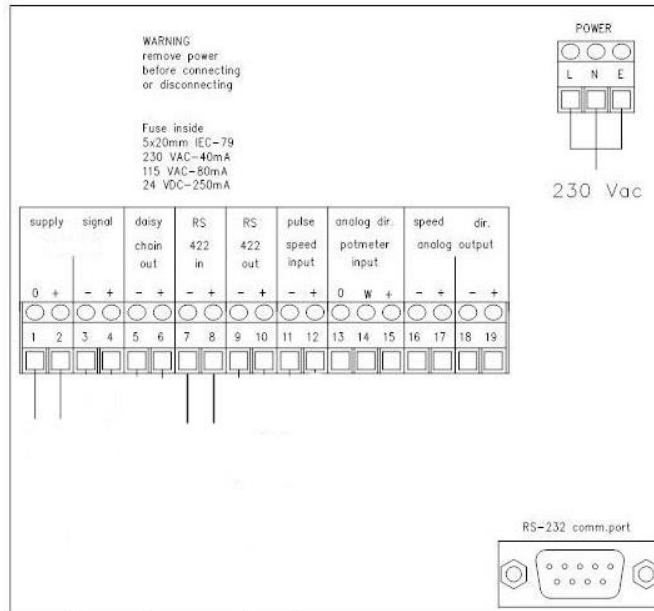 WARNING
remove power
before connecting
or disconnecting
Fuse inside
5x20mm IEC-79
230 VAC-40mA
115 VAC-80mA
24 VDC-250mA
POWER
L N E
230 Vac
supply signal daisy RS RS pulse analog dir. speed dir.
chain 422 422 speed potmeter analog output
out in out input input
0 + - + - + - + - + - + 0 W + - + - +
1 2 3 4 5 6 7 8 9 10 11 12 13 14 15 16 17 18 19
RS-232 comm.port